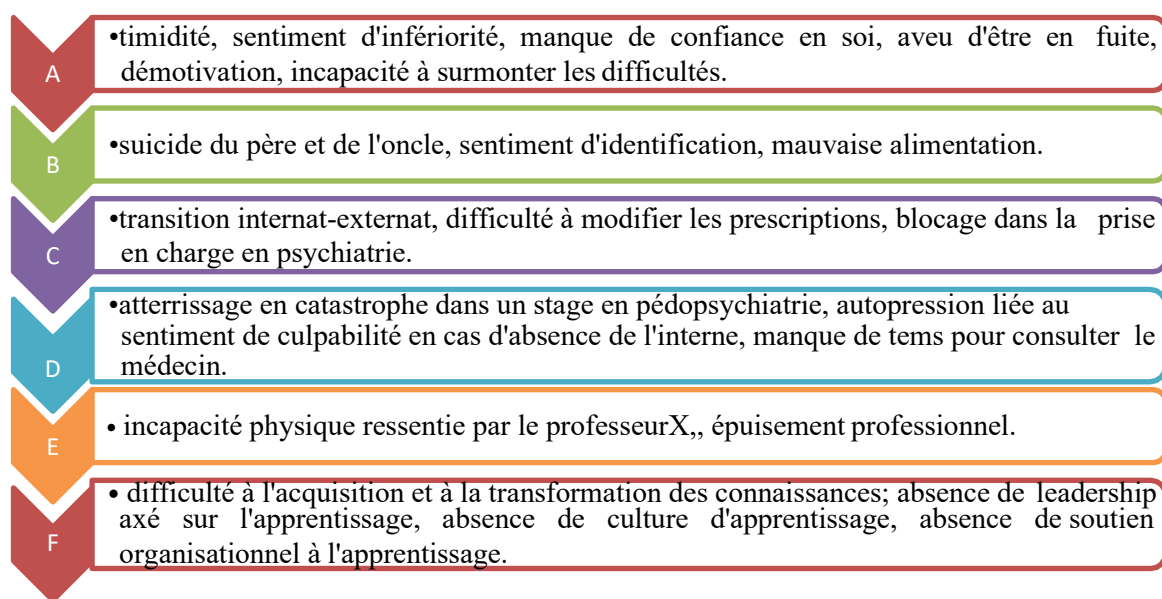 A
•timidité, sentiment d'infériorité, manque de confiance en soi, aveu d'être en fuite,
démotivation, incapacité à surmonter les difficultés.
B
•suicide du père et de l'oncle, sentiment d'identification, mauvaise alimentation.
C
•transition internat-externat, difficulté à modifier les prescriptions, blocage dans la prise
en charge en psychiatrie.
D
•atterrissage en catastrophe dans un stage en pédopsychiatrie, autopression liée au
sentiment de culpabilité en cas d'absence de l'interne, manque de tems pour consulter le
médecin.
E
• incapacité physique ressentie par le professeurX,, épuisement professionnel.
F
• difficulté à l'acquisition et à la transformation des connaissances; absence de leadership
axé sur l'apprentissage, absence de culture d'apprentissage, absence de soutien
organisationnel à l'apprentissage.